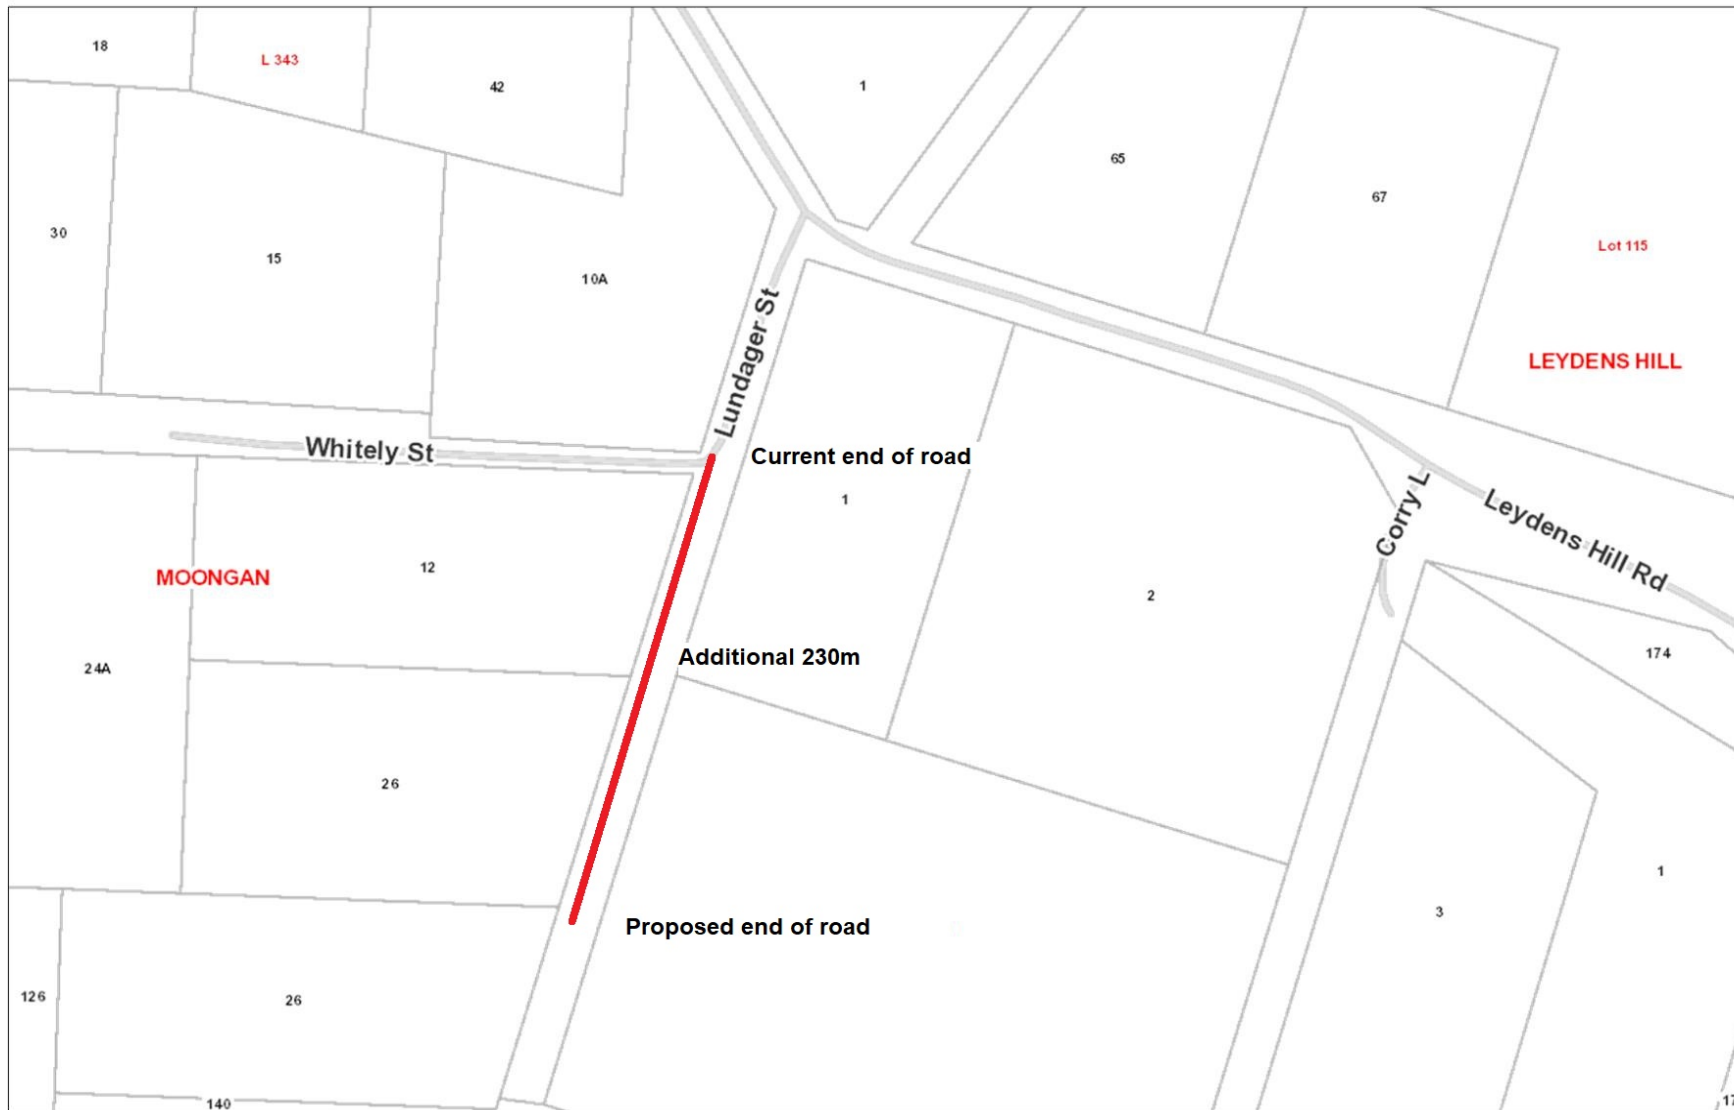 18
L 343
42
1
65
67
30
15
10A
Lot 115
LEYDENS HILL
Lundager St
Whitely St
Current end of road
1
Corry L
Leydens Hill Rd
MOONGAN
12
2
24A
Additional 230m
174
26
1
3
Proposed end of road
126
26
140